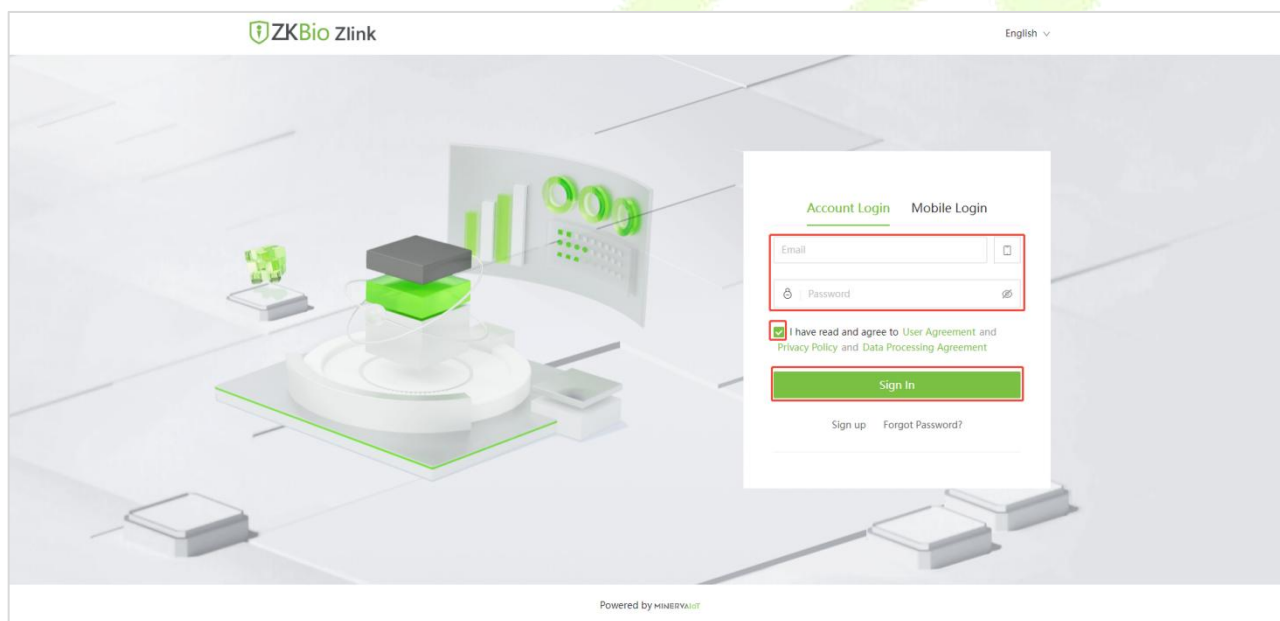 ZKBio Zlink
English
Account Login Mobile Login
Email
Password
I have read and agree to User Agreement and
Privacy Policy and Data Processing Agreement
Sign In
Sign up Forgot Password?
Powered by MINERVAIOT